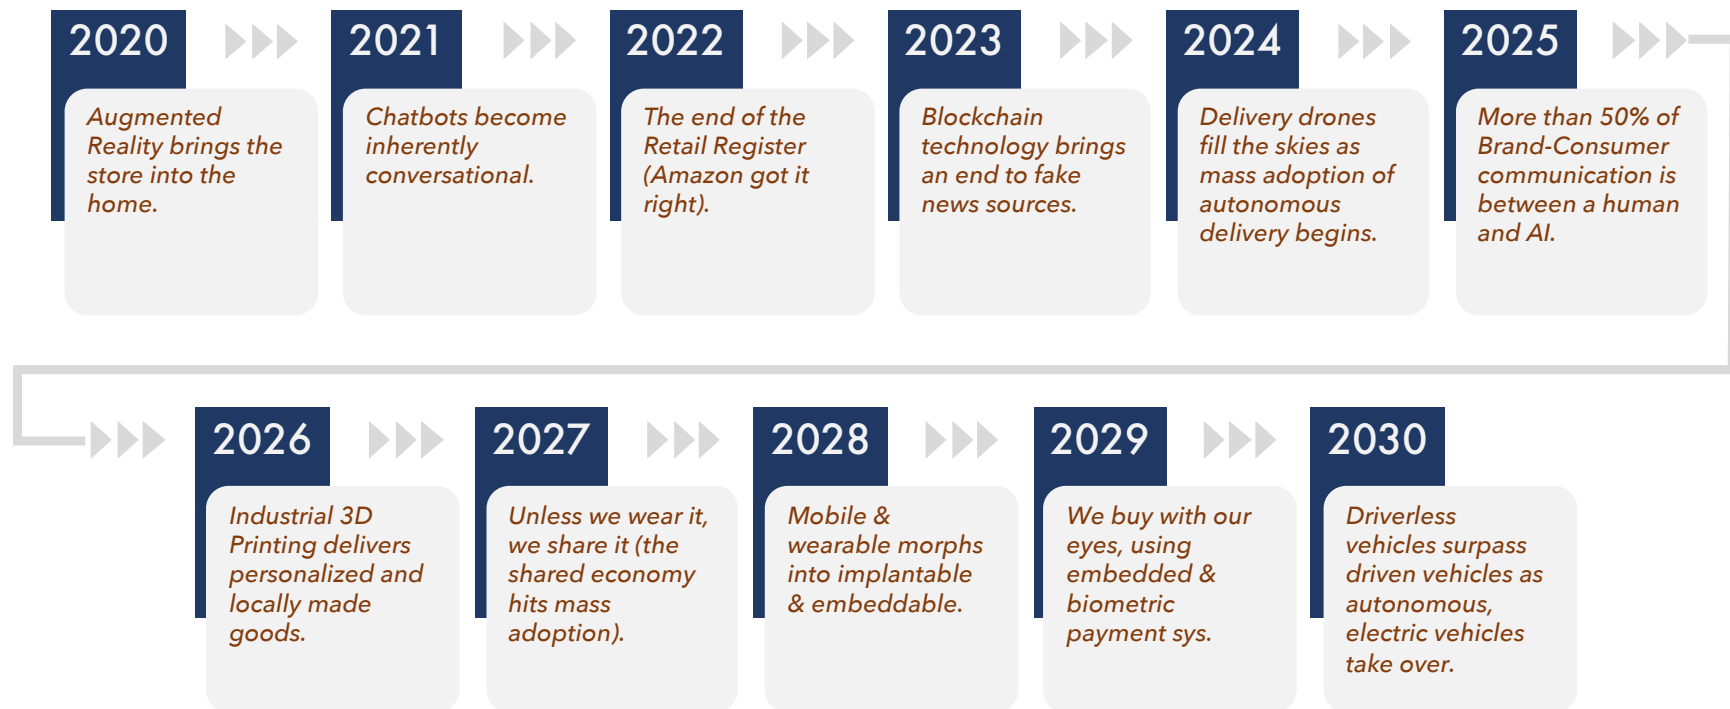 2020
Augmented
Reality brings the
store into the
home.
2021
Chatbots become
inherently
conversational.
2022
The end of the
Retail Register
(Amazon got it
right).
2023
Blockchain
technology brings
an end to fake
news sources.
2024
Delivery drones
fill the skies as
mass adoption of
autonomous
delivery begins.
2025
More than 50% of
Brand-Consumer
communication is
between a human
and AI.
2026
Industrial 3D
Printing delivers
personalized and
locally made
goods.
2027
Unless we wear it,
we share it (the
shared economy
hits mass
adoption).
2028
Mobile &
wearable morphs
into implantable
& embeddable.
2029
We buy with our
eyes, using
embedded &
biometric
payment sys.
2030
Driverless
vehicles surpass
driven vehicles as
autonomous,
electric vehicles
take over.